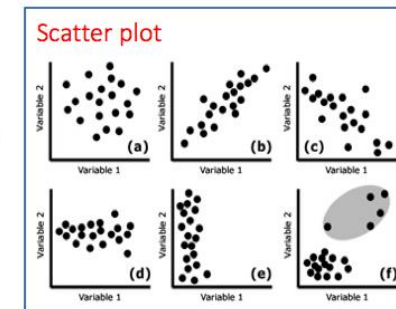 Scatter plot
Variable 2
Variable 2
Variable 2
(a)
(b)
(c)
Variable 1
Variable 1
Variable 1
Variable 2
Variable 2
Variable 2
(d)
(e)
(f)
Variable 1
Variable 1
Variable 1